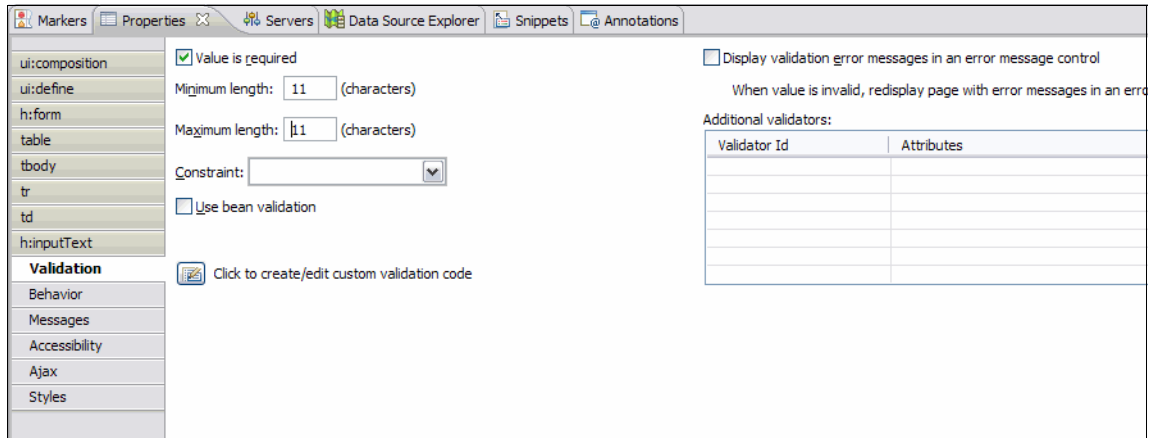 Markers Properties Servers Data Source Explorer Snippets Annotations
ui:composition
ui:define
h:form
table
tbody
tr
td
h:inputText
Validation
Behavior
Messages
Accessibility
Ajax
Styles
Value is required
Minimum length: 11 (characters)
Maximum length: 11 (characters)
Constraint:
Use bean validation
Click to create/edit custom validation code
Display validation error messages in an error message control
When value is invalid, redisplay page with error messages in an erro
Additional validators:
Validator Id Attributes